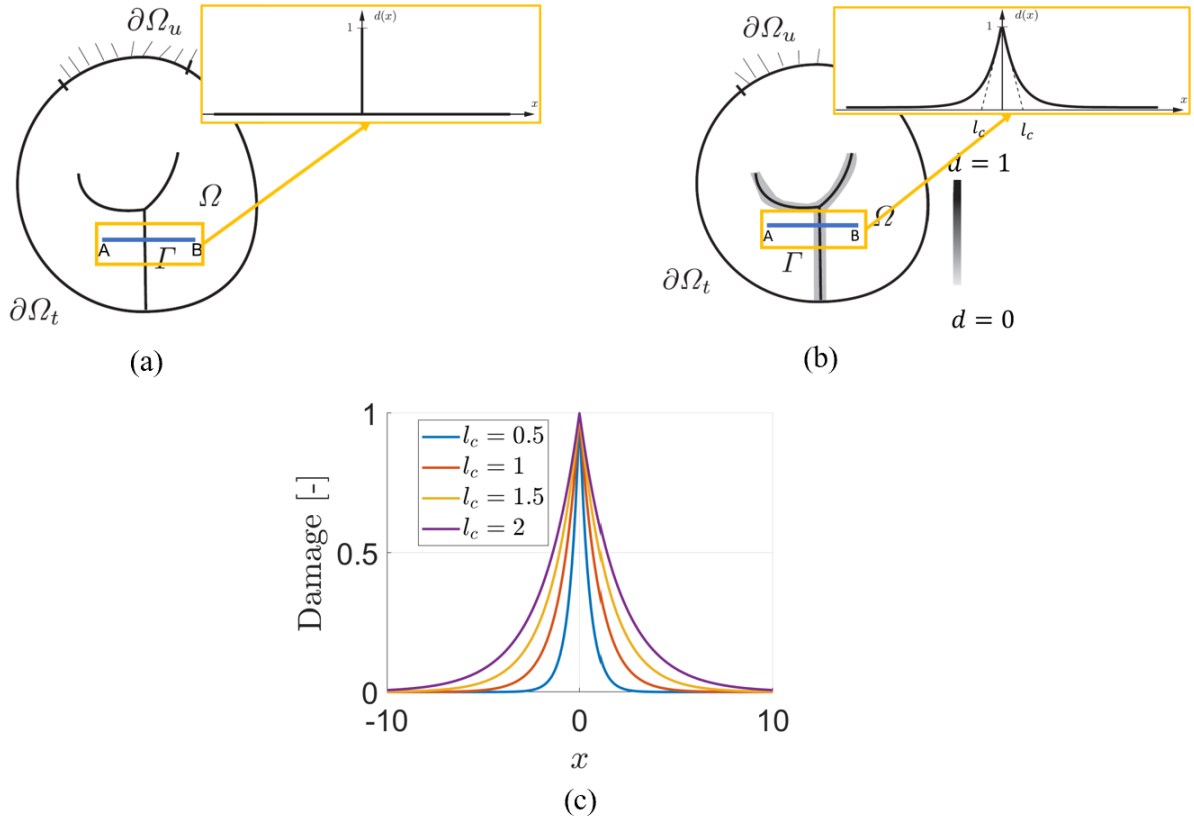 ∂Ω_u
d(x)
1
x
Ω
A
B
Γ
∂Ω_t
(a)
∂Ω_u
d(x)
1
x
l_c
l_c
d = 1
Ω
A
B
Γ
∂Ω_t
d = 0
(b)
1
0.5
0
Damage [-]
l_c = 0.5
l_c = 1
l_c = 1.5
l_c = 2
-10
0
10
x
(c)